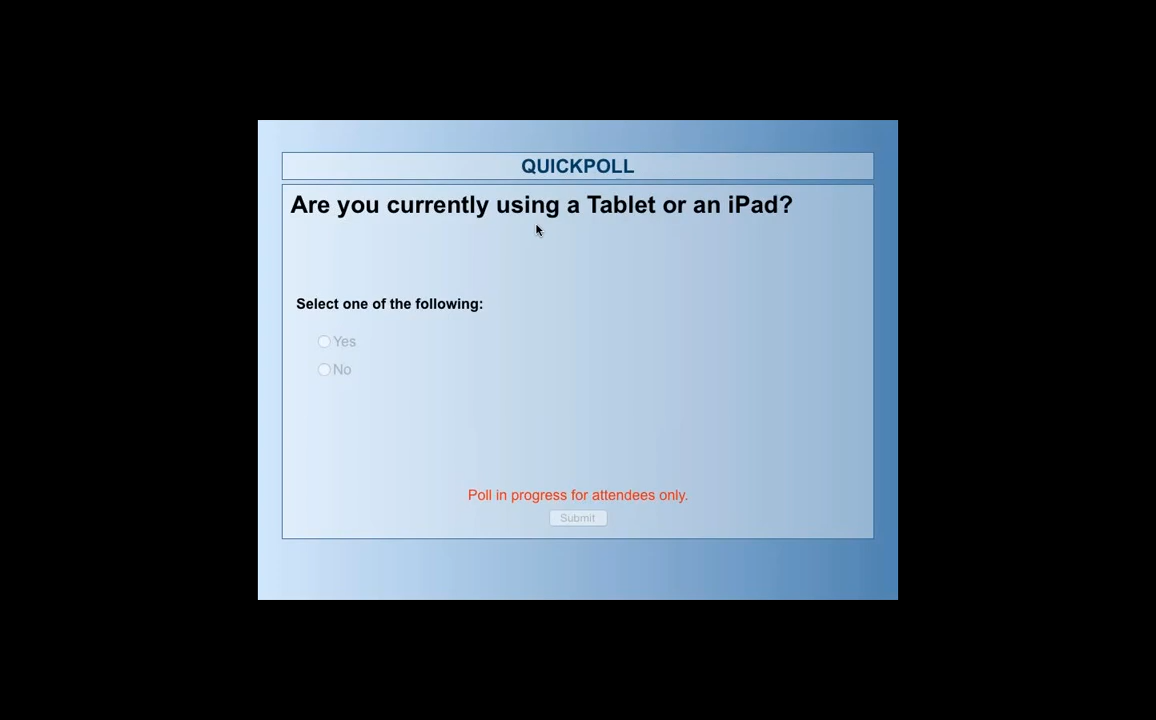 QUICKPOLL
Are you currently using a Tablet or an iPad?
Select one of the following:
Yes
No
Poll in progress for attendees only.
Submit